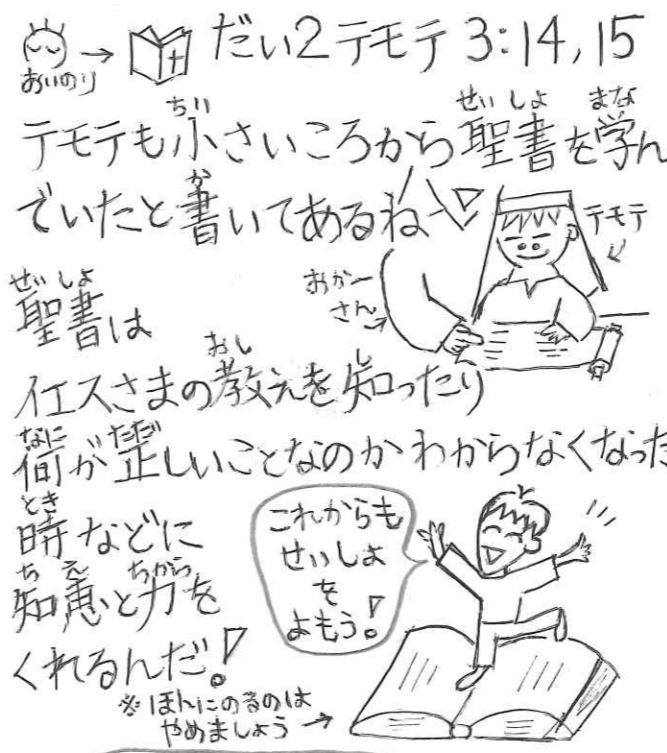 おいのり
だい2テモテ 3:14,15
テモテも小さいころから聖書を学ん
でいたと書いてあるね
テモテ
おかー
さん
聖書は
イエスさまの教えを知ったり
何が正しいことなのかわからなくなった
時などに
知恵と力を
くれるんだ!
これからも
せいしょ
を
よもう!
※ほんにのるのは
やめましょう